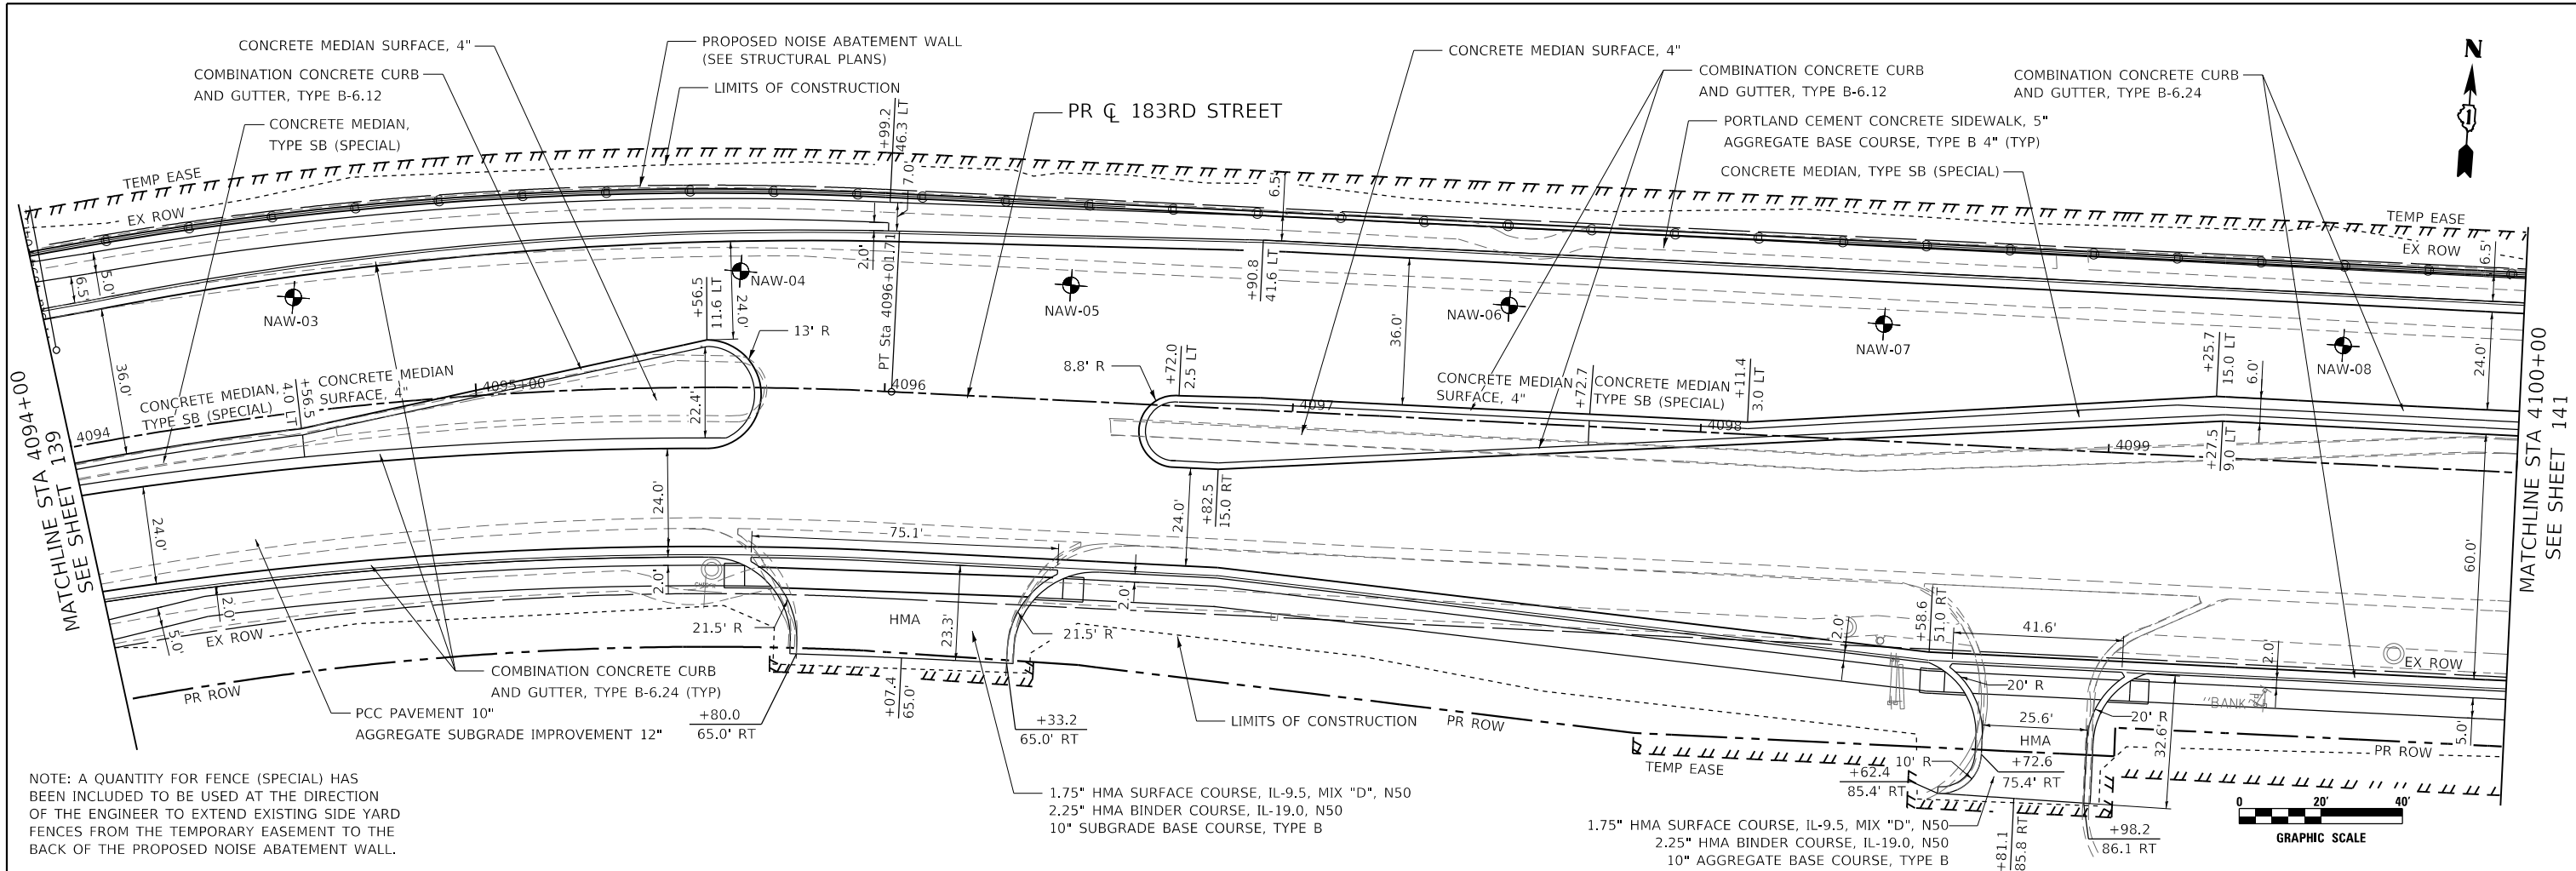 CONCRETE MEDIAN SURFACE, 4"
COMBINATION CONCRETE CURB
AND GUTTER, TYPE B-6.12
CONCRETE MEDIAN,
TYPE SB (SPECIAL)
PROPOSED NOISE ABATEMENT WALL
(SEE STRUCTURAL PLANS)
LIMITS OF CONSTRUCTION
PR ℄ 183RD STREET
CONCRETE MEDIAN SURFACE, 4"
COMBINATION CONCRETE CURB
AND GUTTER, TYPE B-6.12
COMBINATION CONCRETE CURB
AND GUTTER, TYPE B-6.24
PORTLAND CEMENT CONCRETE SIDEWALK, 5"
AGGREGATE BASE COURSE, TYPE B 4" (TYP)
CONCRETE MEDIAN, TYPE SB (SPECIAL)
N
1
TEMP EASE
EX ROW
+99.2
46.3 LT
7.0'
6.5'
TEMP EASE
EX ROW
6.5'
5.0'
6.5'
2.0'
NAW-03
NAW-04
NAW-05
NAW-06
NAW-07
NAW-08
+56.5
11.6 LT
24.0'
13' R
PT Sta 4096+01.71
+90.8
41.6 LT
36.0'
36.0'
8.8' R
+72.0
2.5 LT
+25.7
15.0 LT
6.0'
24.0'
CONCRETE MEDIAN,
TYPE SB (SPECIAL)
+56.5
4.0 LT
CONCRETE MEDIAN
SURFACE, 4"
4094
4095+00
4096
4097
4098
4099
22.4'
CONCRETE MEDIAN
SURFACE, 4"
+72.7
CONCRETE MEDIAN
TYPE SB (SPECIAL)
+11.4
3.0 LT
+27.5
9.0 LT
MATCHLINE STA 4094+00
SEE SHEET 139
MATCHLINE STA 4100+00
SEE SHEET 141
24.0'
24.0'
24.0'
+82.5
15.0 RT
60.0'
75.1'
2.0'
2.0'
5.0'
EX ROW
PR ROW
21.5' R
HMA
23.3'
21.5' R
2.0'
2.0'
+58.6
51.0 RT
41.6'
2.0'
EX ROW
20' R
"BANK"
25.6'
HMA
20' R
32.6'
5.0'
PR ROW
COMBINATION CONCRETE CURB
AND GUTTER, TYPE B-6.24 (TYP)
PCC PAVEMENT 10"
AGGREGATE SUBGRADE IMPROVEMENT 12"
+80.0
65.0' RT
+07.4
65.0'
+33.2
65.0' RT
LIMITS OF CONSTRUCTION
PR ROW
TEMP EASE
10' R
+62.4
85.4' RT
+72.6
75.4' RT
+81.1
85.8 RT
+98.2
86.1 RT
1.75" HMA SURFACE COURSE, IL-9.5, MIX "D", N50
2.25" HMA BINDER COURSE, IL-19.0, N50
10" SUBGRADE BASE COURSE, TYPE B
1.75" HMA SURFACE COURSE, IL-9.5, MIX "D", N50
2.25" HMA BINDER COURSE, IL-19.0, N50
10" AGGREGATE BASE COURSE, TYPE B
NOTE: A QUANTITY FOR FENCE (SPECIAL) HAS
BEEN INCLUDED TO BE USED AT THE DIRECTION
OF THE ENGINEER TO EXTEND EXISTING SIDE YARD
FENCES FROM THE TEMPORARY EASEMENT TO THE
BACK OF THE PROPOSED NOISE ABATEMENT WALL.
0 20' 40'
GRAPHIC SCALE